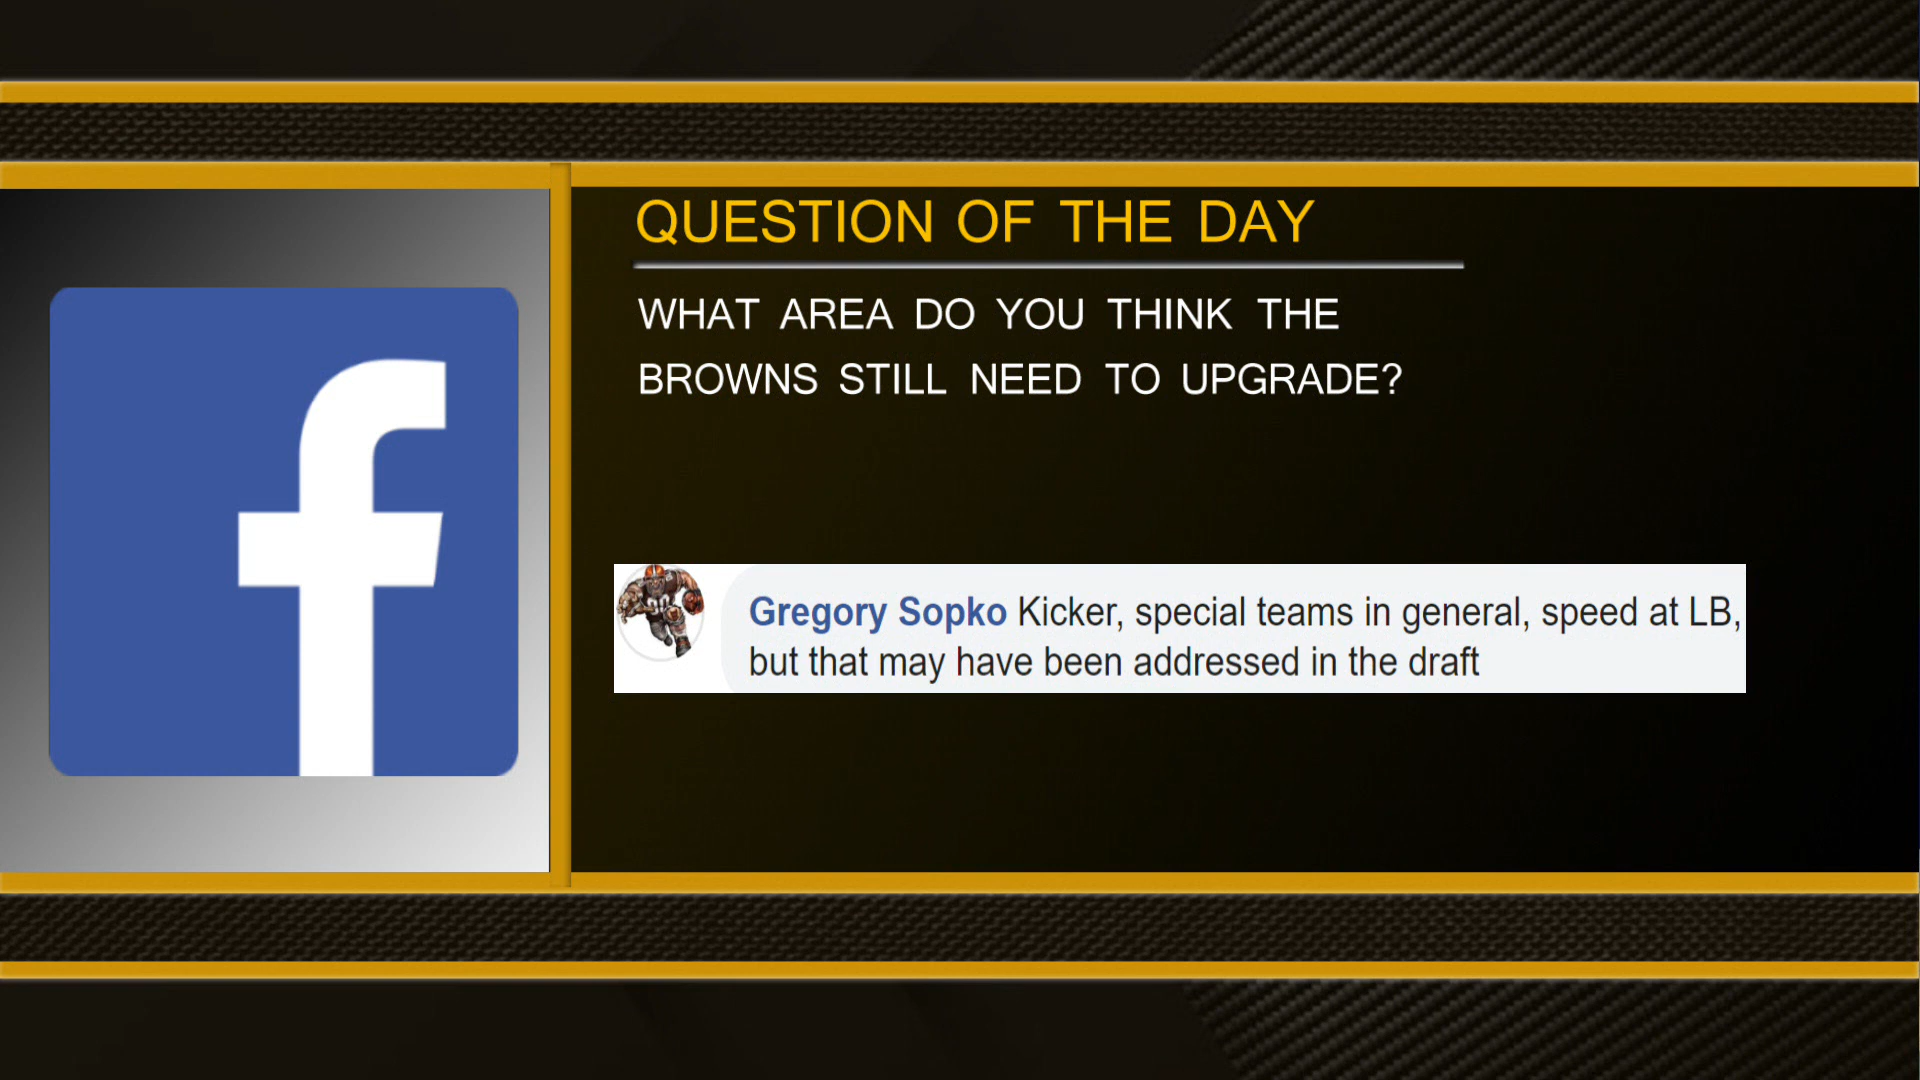 QUESTION OF THE DAY
WHAT AREA DO YOU THINK THE
BROWNS STILL NEED TO UPGRADE?
Gregory Sopko Kicker, special teams in general, speed at LB,
but that may have been addressed in the draft